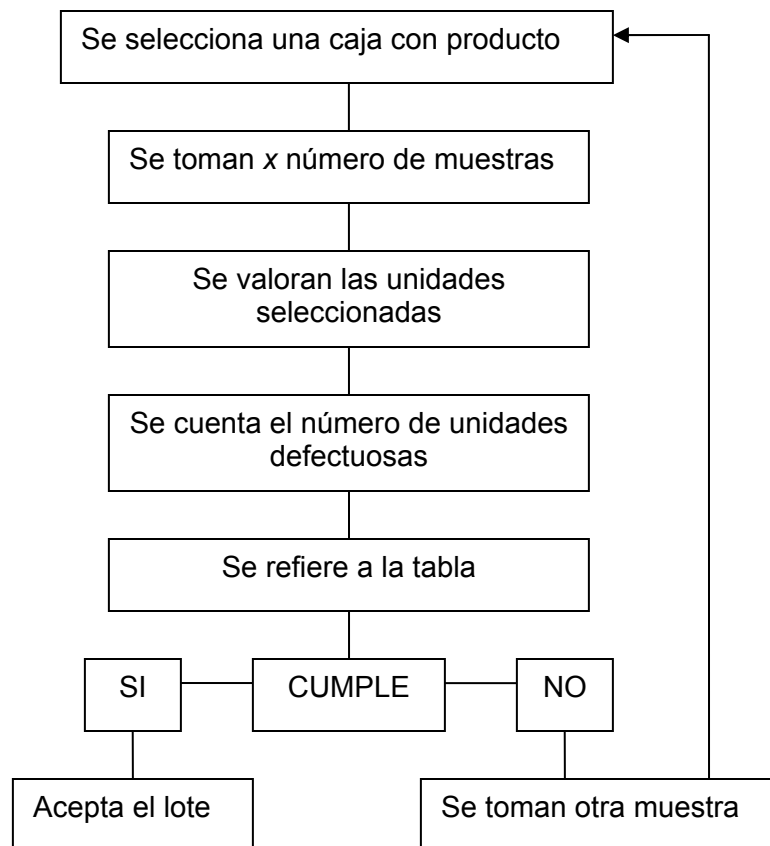 Se selecciona una caja con producto
Se toman x número de muestras
Se valoran las unidades
seleccionadas
Se cuenta el número de unidades
defectuosas
Se refiere a la tabla
SI
CUMPLE
NO
Acepta el lote
Se toman otra muestra